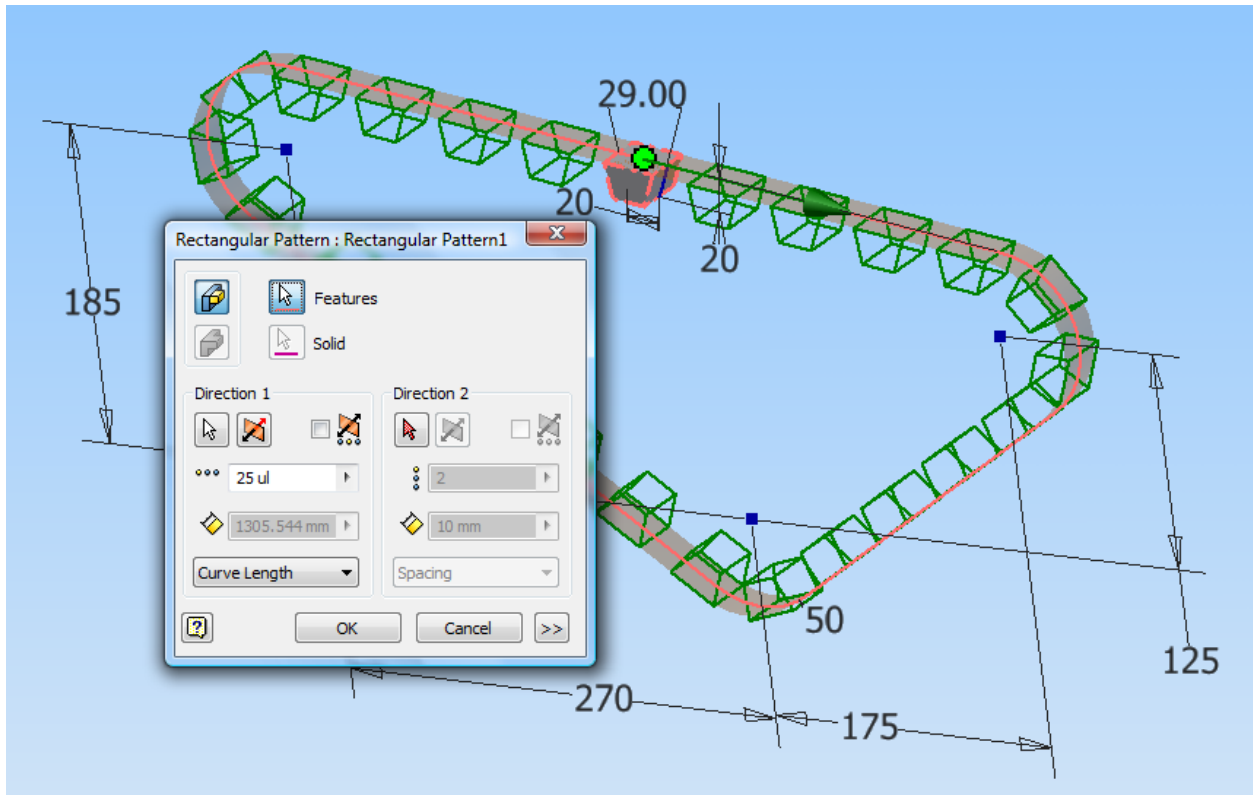 29.00
20
20
185
Rectangular Pattern : Rectangular Pattern1
Features
Solid
Direction 1
Direction 2
25 ul
2
1305.544 mm
10 mm
Curve Length
Spacing
OK
Cancel
>>
50
125
270
175